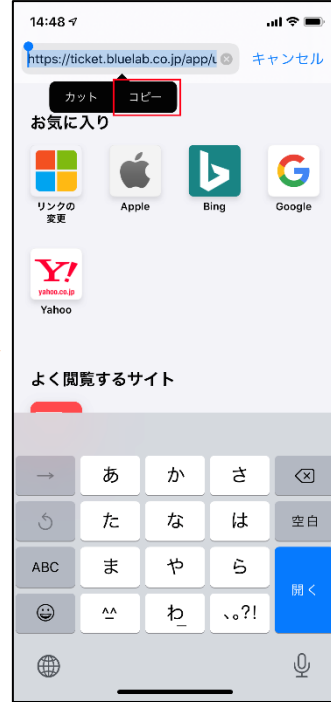 14:48
https://ticket.bluelab.co.jp/app/u
キャンセル
カット
コピー
お気に入り
リンクの
変更
Apple
Bing
Google
Y!
yahoo.co.jp
Yahoo
よく閲覧するサイト
→ あ か さ
た な は 空白
ABC ま や ら
開く
^^ わ_ 、。?!